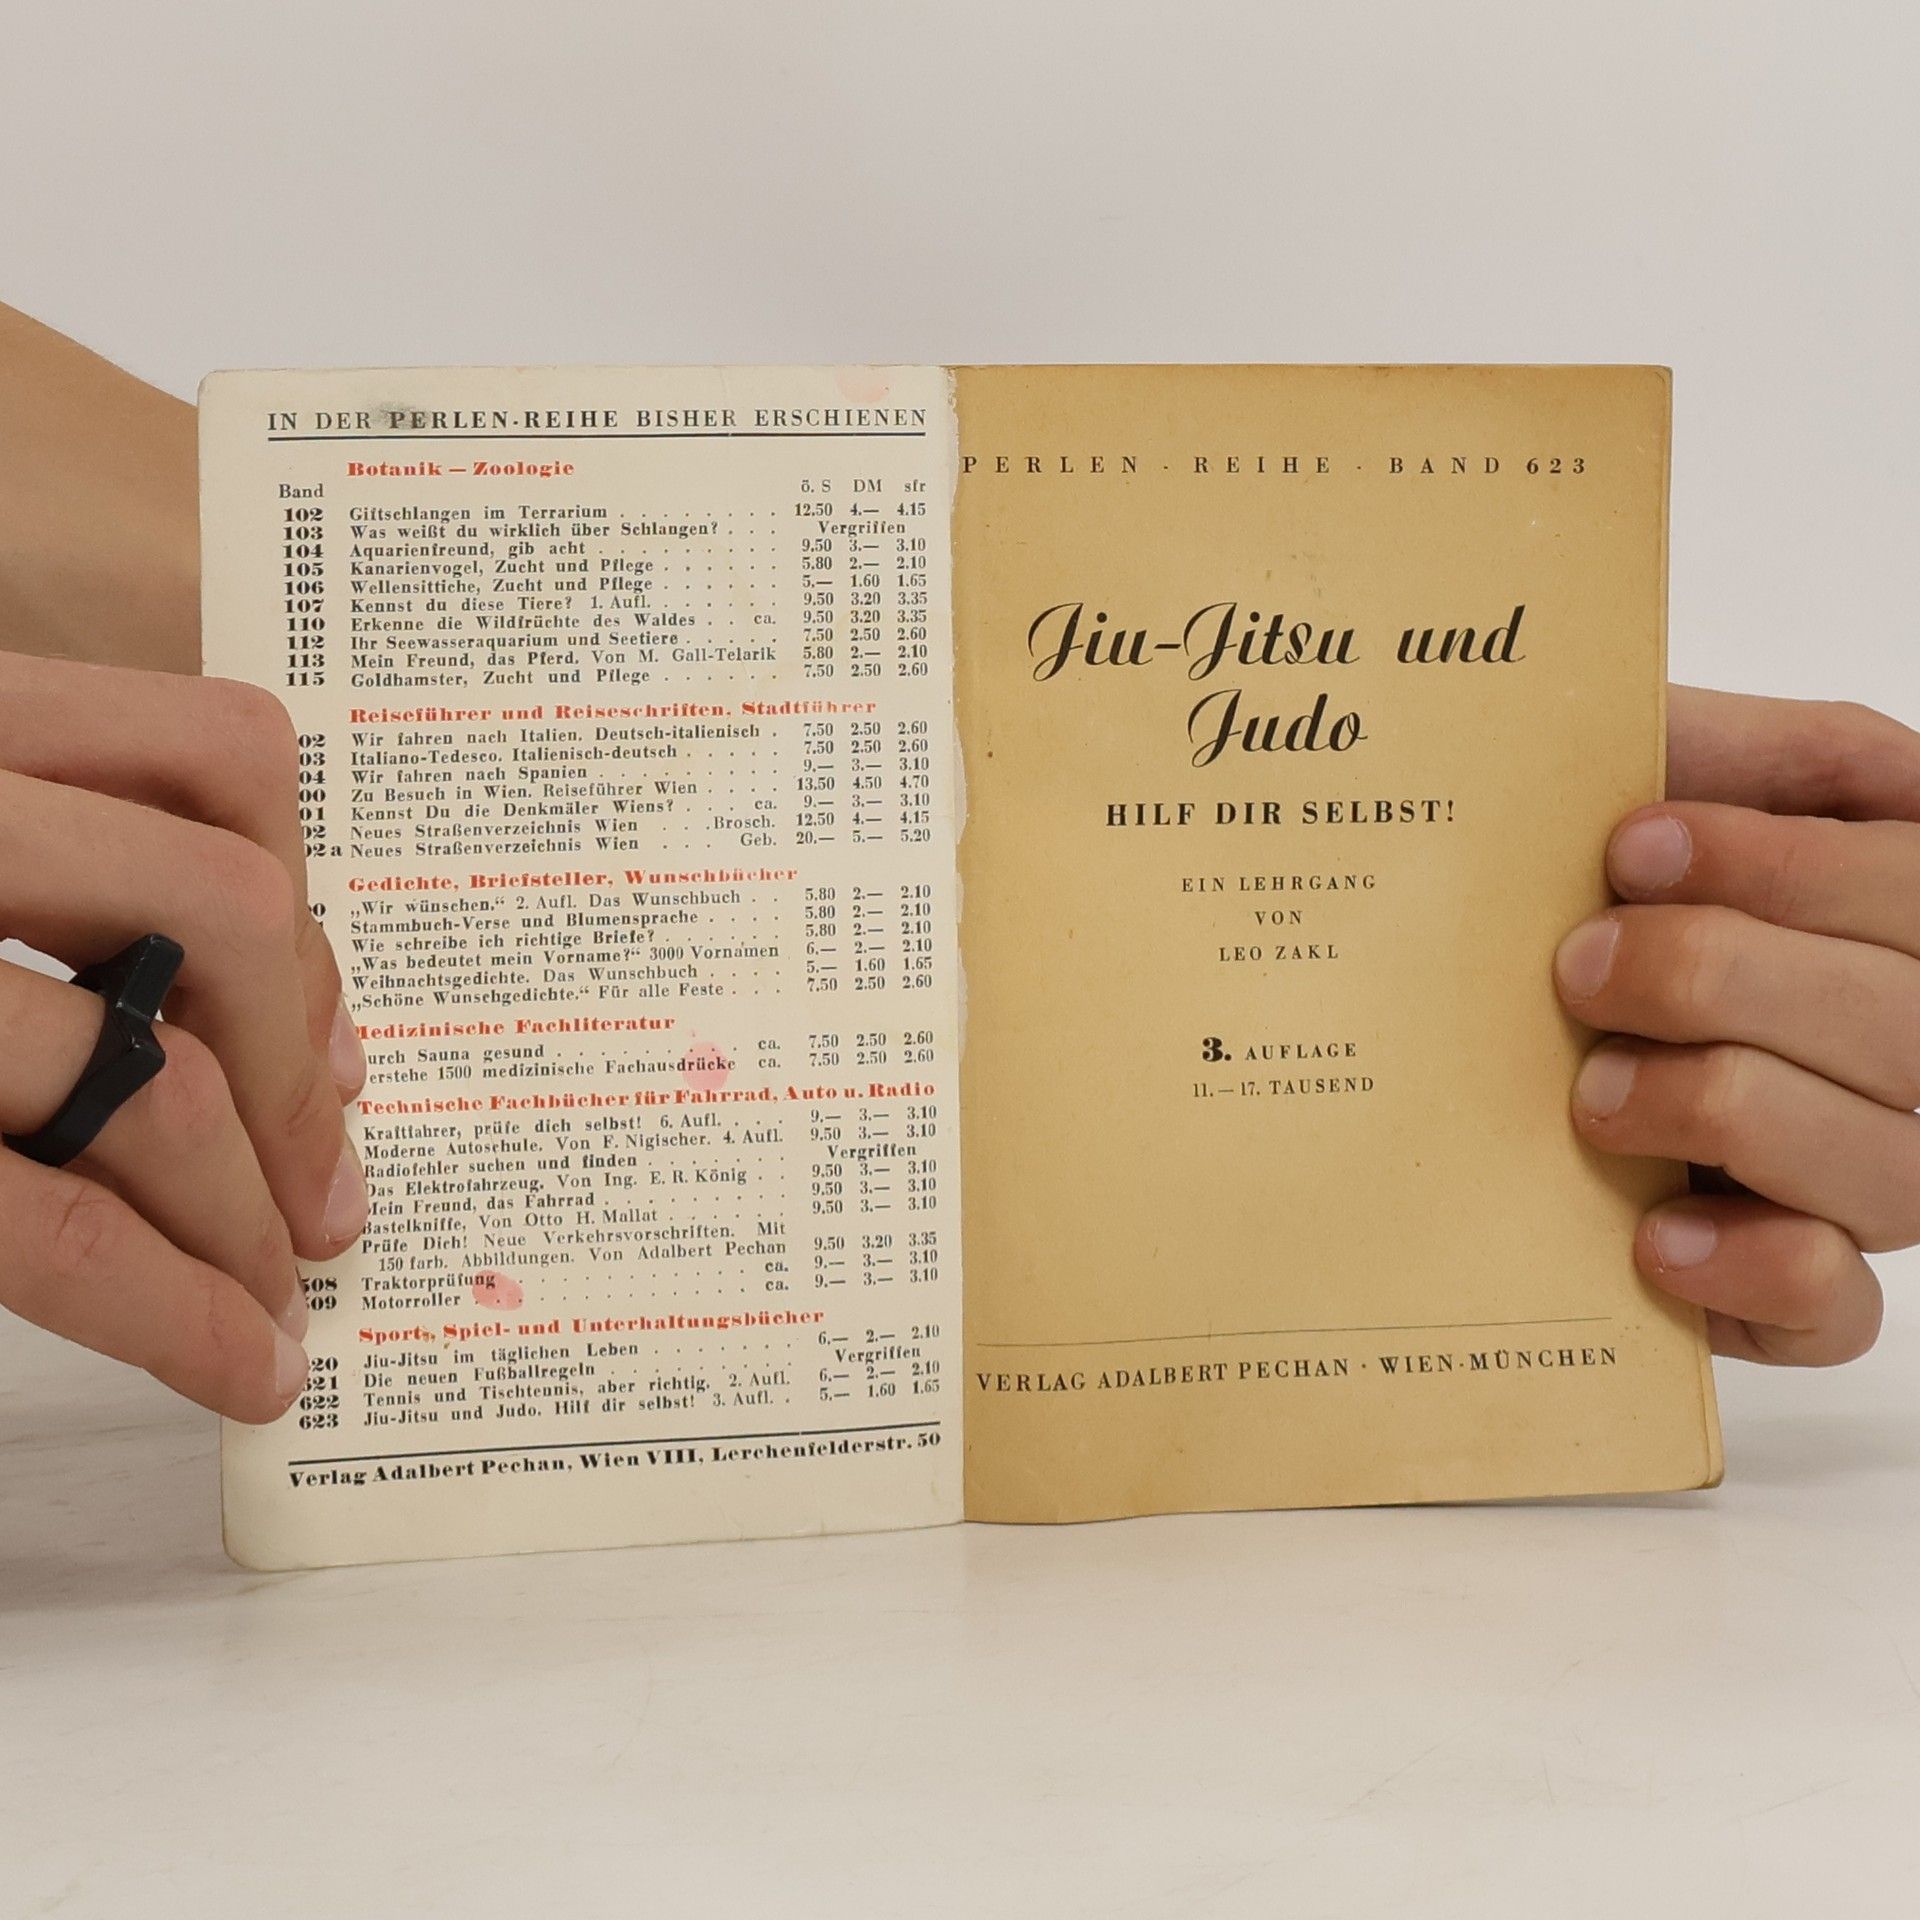 IN DER PERLEN-REIHE BISHER ERSCHIENEN
Botanik — Zoologie
Band ö. S DM sfr
102 Giftschlangen im Terrarium . . . . . . . . 12.50 4.— 4.15
103 Was weißt du wirklich über Schlangen? . . . Vergriffen
104 Aquarienfreund, gib acht . . . . . . . . . 9.50 3.— 3.10
105 Kanarienvogel, Zucht und Pflege . . . . . . 5.80 2.— 2.10
106 Wellensittiche, Zucht und Pflege . . . . . . 5.— 1.60 1.65
107 Kennst du diese Tiere? 1. Aufl. . . . . . . 9.50 3.20 3.35
110 Erkenne die Wildfrüchte des Waldes . . ca. 9.50 3.20 3.35
112 Ihr Seewasseraquarium und Seetiere . . . . . 7.50 2.50 2.60
113 Mein Freund, das Pferd. Von M. Gall-Telarik 5.80 2.— 2.10
115 Goldhamster, Zucht und Pflege . . . . . . 7.50 2.50 2.60
Reiseführer und Reiseschriften, Stadtführer
02 Wir fahren nach Italien. Deutsch-italienisch . 7.50 2.50 2.60
03 Italiano-Tedesco. Italienisch-deutsch . . . . . 7.50 2.50 2.60
04 Wir fahren nach Spanien . . . . . . . . . 9.— 3.— 3.10
00 Zu Besuch in Wien. Reiseführer Wien . . . . 13.50 4.50 4.70
01 Kennst Du die Denkmäler Wiens? . . . ca. 9.— 3.— 3.10
02 Neues Straßenverzeichnis Wien . . .Brosch. 12.50 4.— 4.15
02a Neues Straßenverzeichnis Wien . . . Geb. 20.— 5.— 5.20
Gedichte, Briefsteller, Wunschbücher
0 „Wir wünschen.“ 2. Aufl. Das Wunschbuch . . 5.80 2.— 2.10
Stammbuch-Verse und Blumensprache . . . . 5.80 2.— 2.10
Wie schreibe ich richtige Briefe? . . . . . . 5.80 2.— 2.10
„Was bedeutet mein Vorname?“ 3000 Vornamen 6.— 2.— 2.10
Weihnachtsgedichte. Das Wunschbuch . . . . 5.— 1.60 1.65
„Schöne Wunschgedichte.“ Für alle Feste . . . 7.50 2.50 2.60
Medizinische Fachliteratur
urch Sauna gesund . . . . . . . . . ca. 7.50 2.50 2.60
erstehe 1500 medizinische Fachausdrücke ca. 7.50 2.50 2.60
Technische Fachbücher für Fahrrad, Auto u. Radio
Kraftfahrer, prüfe dich selbst! 6. Aufl. . . . 9.— 3.— 3.10
Moderne Autoschule. Von F. Nigischer. 4. Aufl. 9.50 3.— 3.10
Radiofehler suchen und finden . . . . . . . Vergriffen
Das Elektrofahrzeug. Von Ing. E. R. König . . 9.50 3.— 3.10
Mein Freund, das Fahrrad . . . . . . . . . 9.50 3.— 3.10
Bastelkniffe, Von Otto H. Mallat . . . . . . 9.50 3.— 3.10
Prüfe Dich! Neue Verkehrsvorschriften. Mit
150 farb. Abbildungen. Von Adalbert Pechan 9.50 3.20 3.35
508 Traktorprüfung . . . . . . . . . . ca. 9.— 3.— 3.10
509 Motorroller . . . . . . . . . . . . ca. 9.— 3.— 3.10
Sport-, Spiel- und Unterhaltungsbücher
620 Jiu-Jitsu im täglichen Leben . . . . . . . 6.— 2.— 2.10
621 Die neuen Fußballregeln . . . . . . . . . Vergriffen
622 Tennis und Tischtennis, aber richtig. 2. Aufl. 6.— 2.— 2.10
623 Jiu-Jitsu und Judo. Hilf dir selbst! 3. Aufl. . 5.— 1.60 1.65
Verlag Adalbert Pechan, Wien VIII, Lerchenfelderstr. 50
PERLEN · REIHE · BAND 623
Jiu-Jitsu und
Judo
HILF DIR SELBST!
EIN LEHRGANG
VON
LEO ZAKL
3. AUFLAGE
11.— 17. TAUSEND
VERLAG ADALBERT PECHAN · WIEN-MÜNCHEN